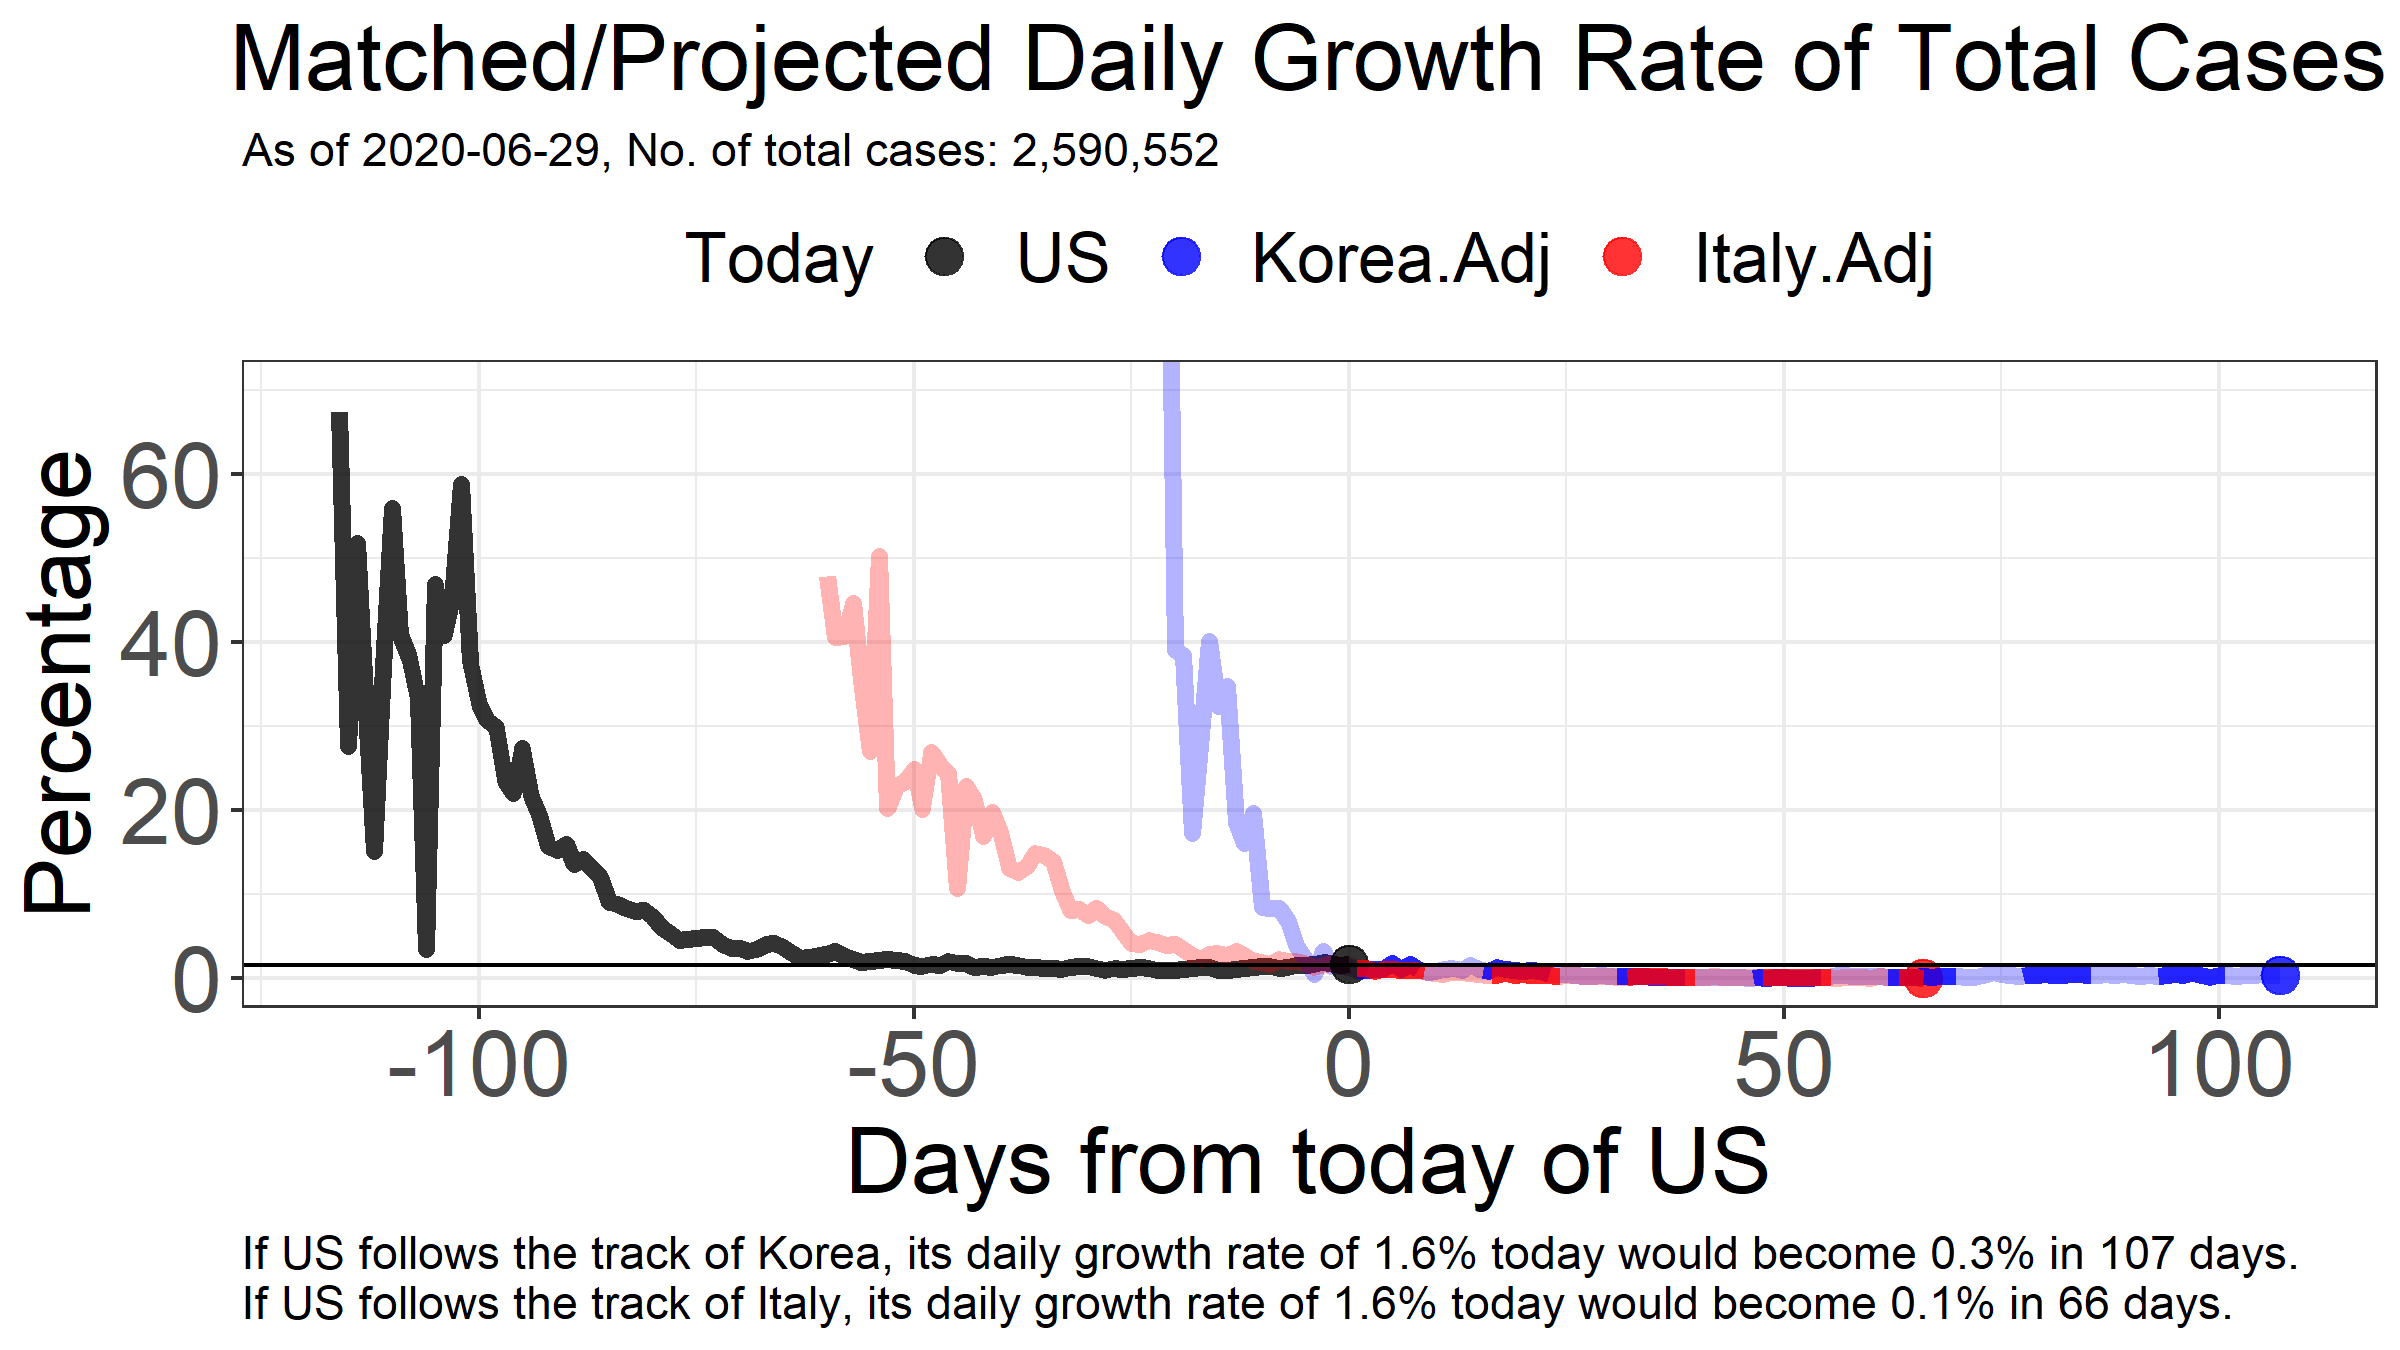 Matched/Projected Daily Growth Rate of Total Cases
As of 2020-06-29, No. of total cases: 2,590,552
Today US Korea.Adj Italy.Adj
Percentage
60
40
20
0
-100 -50 0 50 100
Days from today of US
If US follows the track of Korea, its daily growth rate of 1.6% today would become 0.3% in 107 days.
If US follows the track of Italy, its daily growth rate of 1.6% today would become 0.1% in 66 days.